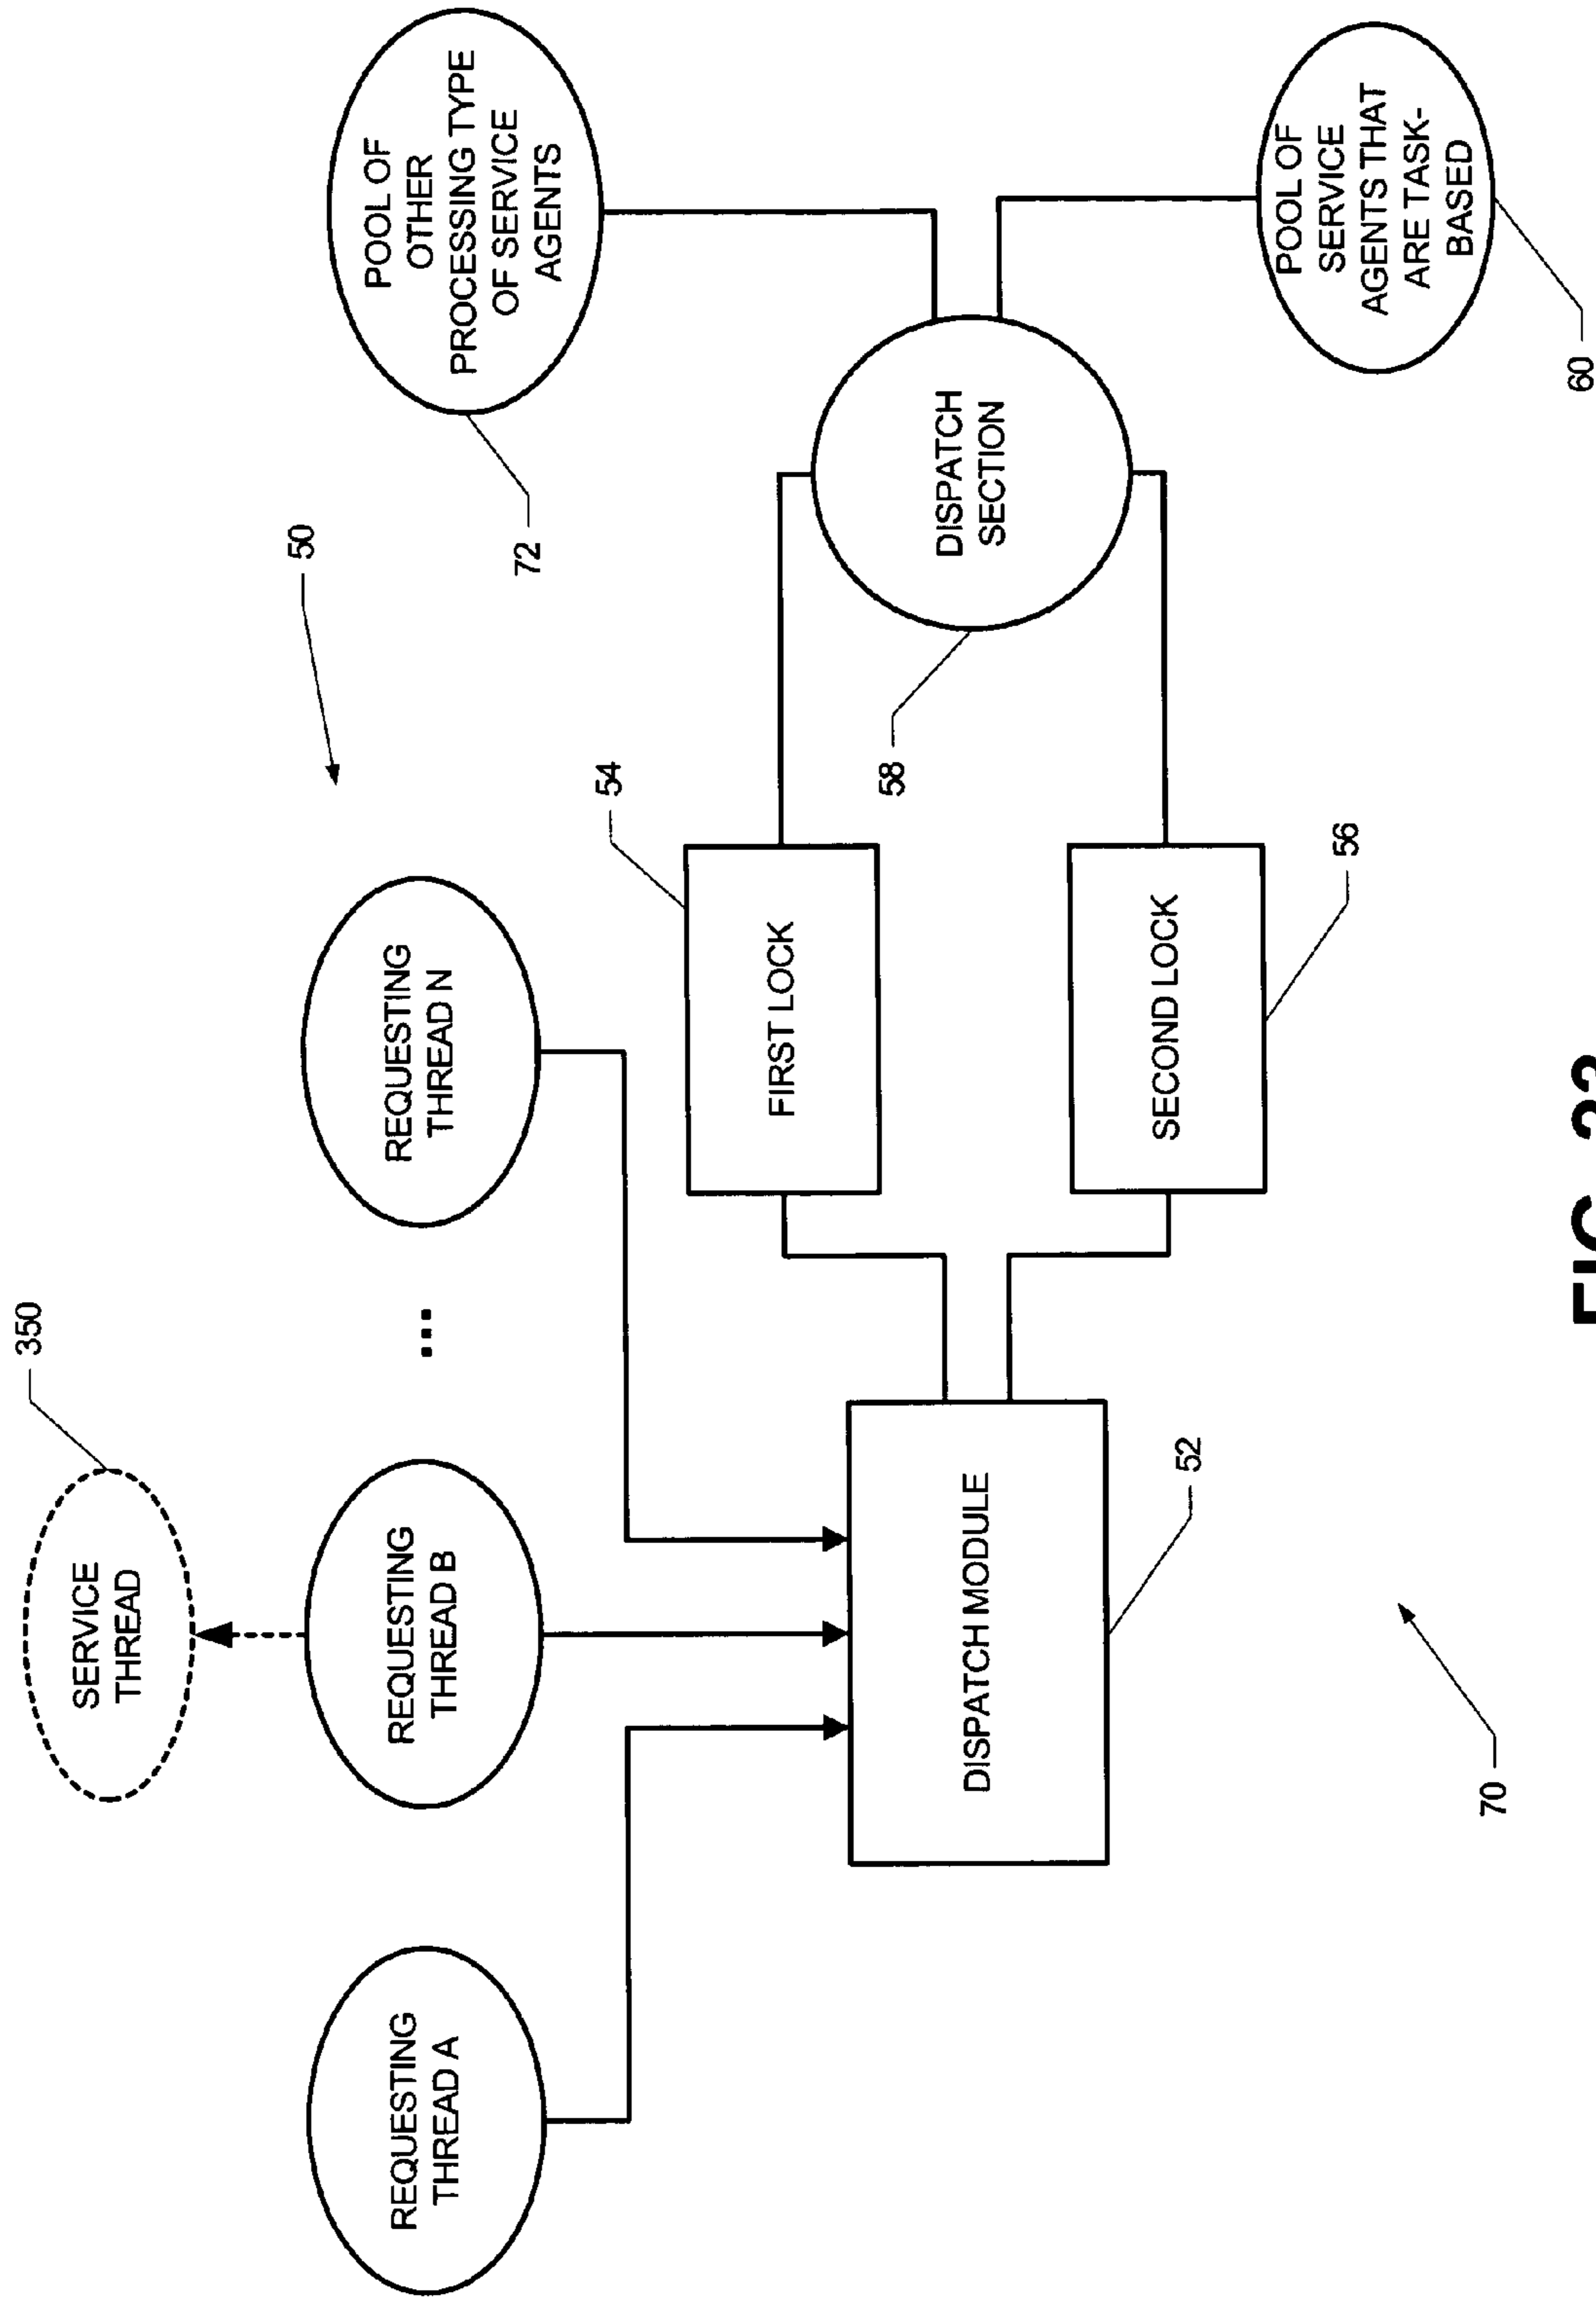 350
SERVICE
THREAD
50
REQUESTING
THREAD A
REQUESTING
THREAD B
...
REQUESTING
THREAD N
POOL OF
OTHER
PROCESSING TYPE
OF SERVICE
AGENTS
72
54
FIRST LOCK
58
DISPATCH MODULE
DISPATCH
SECTION
52
SECOND LOCK
56
POOL OF
SERVICE
AGENTS THAT
ARE TASK-
BASED
70
60
FIG